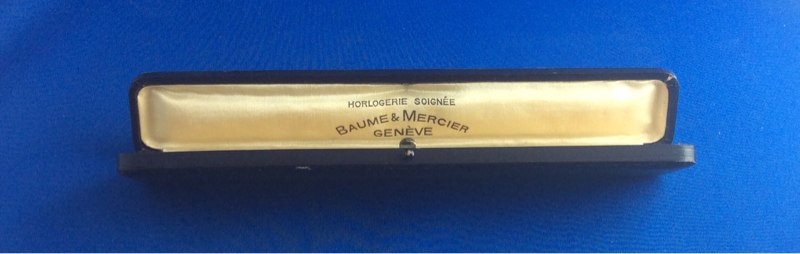 HORLOGERIE SOIGNÉE
BAUME & MERCIER
GENÈVE